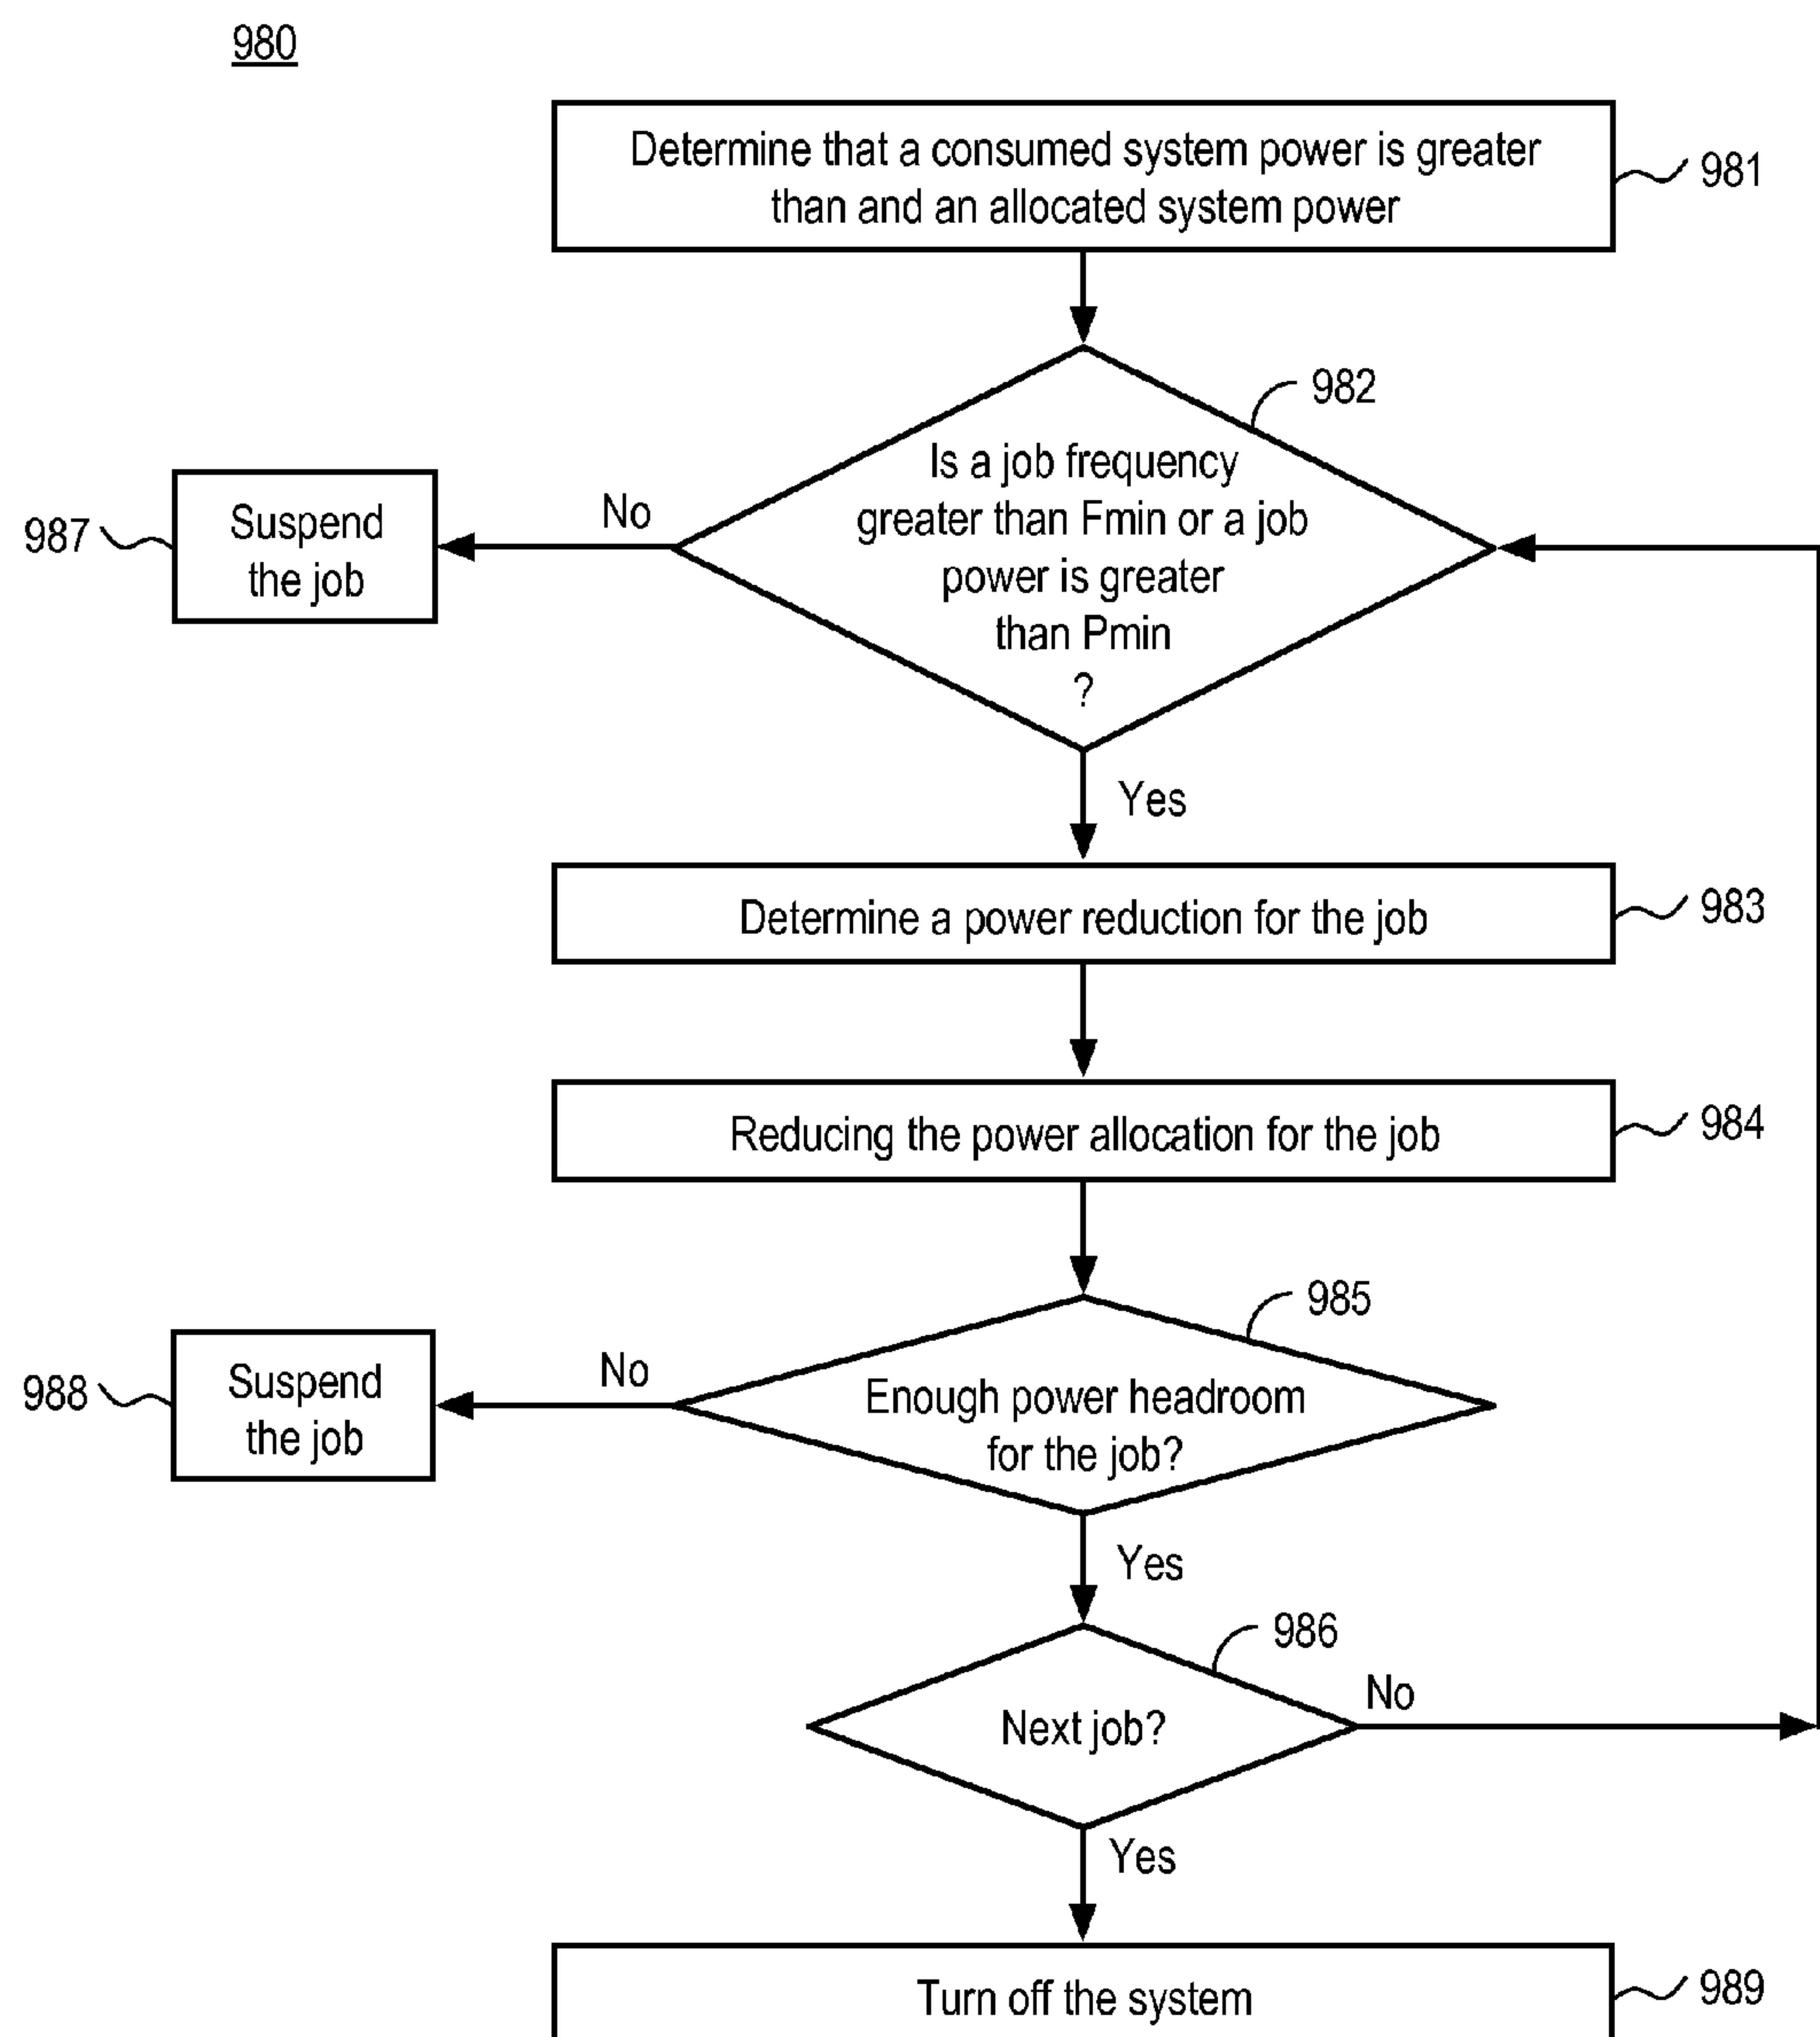 980
Determine that a consumed system power is greater
than and an allocated system power
981
982
Is a job frequency
greater than Fmin or a job
power is greater
than Pmin
?
No
Suspend
the job
987
Yes
Determine a power reduction for the job
983
Reducing the power allocation for the job
984
985
Enough power headroom
for the job?
No
Suspend
the job
988
Yes
986
Next job?
No
Yes
Turn off the system
989